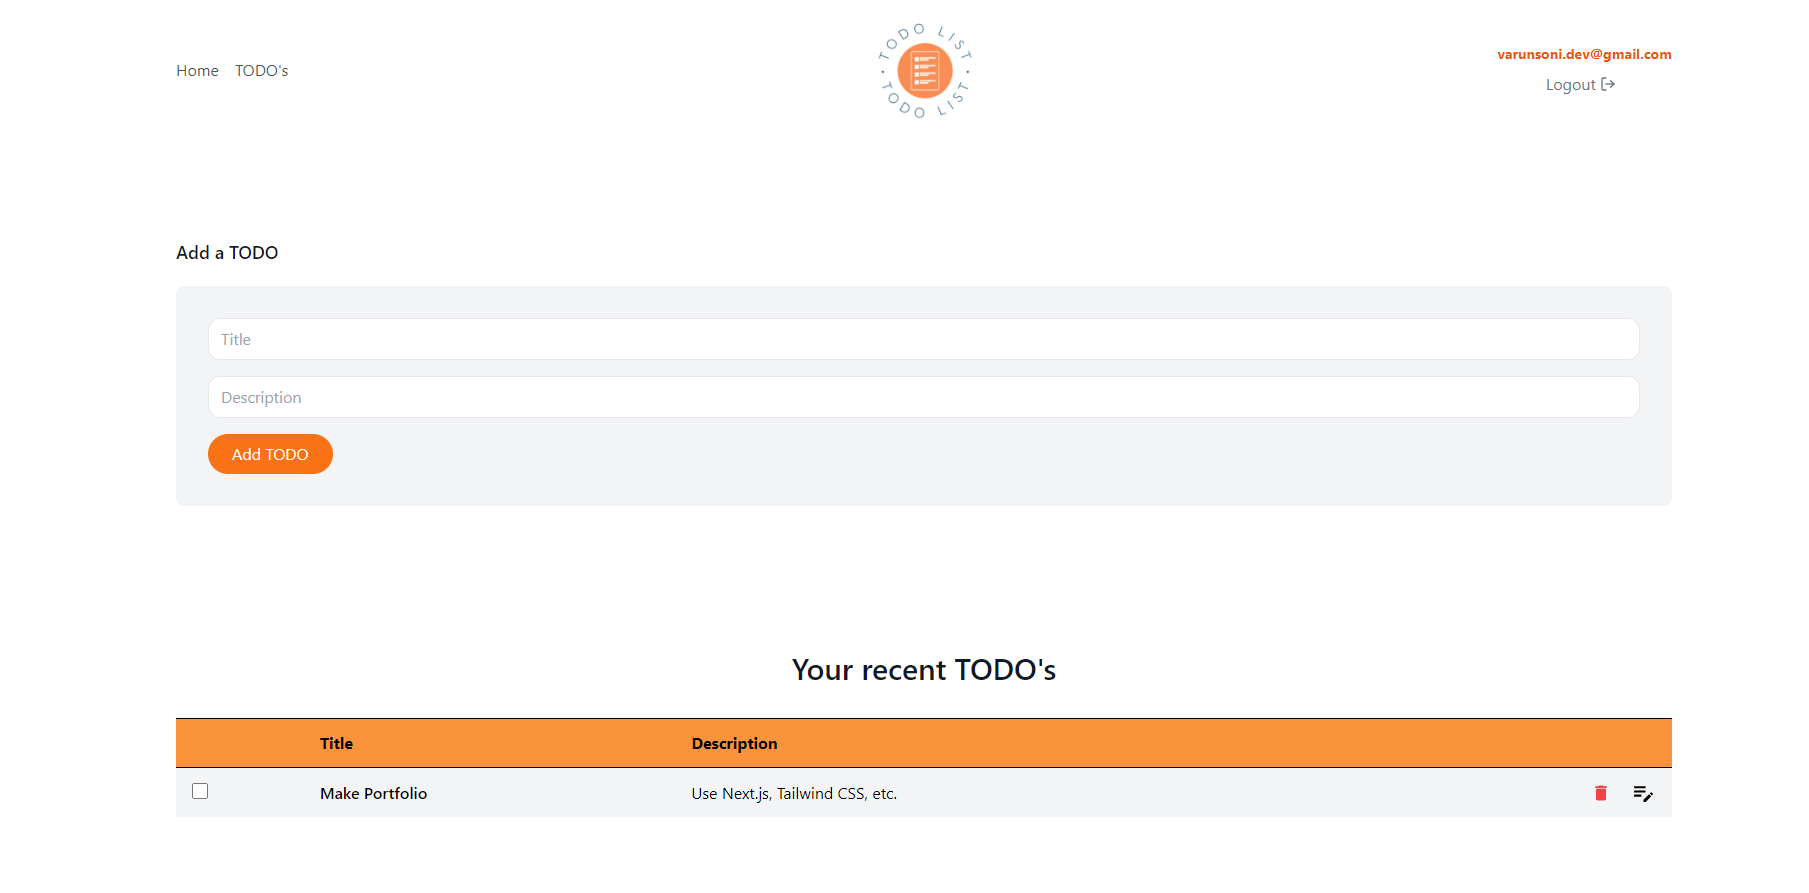 Home TODO's
TODO LIST
TODO LIST
varunsoni.dev@gmail.com
Logout
Add a TODO
Title
Description
Add TODO
Your recent TODO's
Title Description
Make Portfolio Use Next.js, Tailwind CSS, etc.